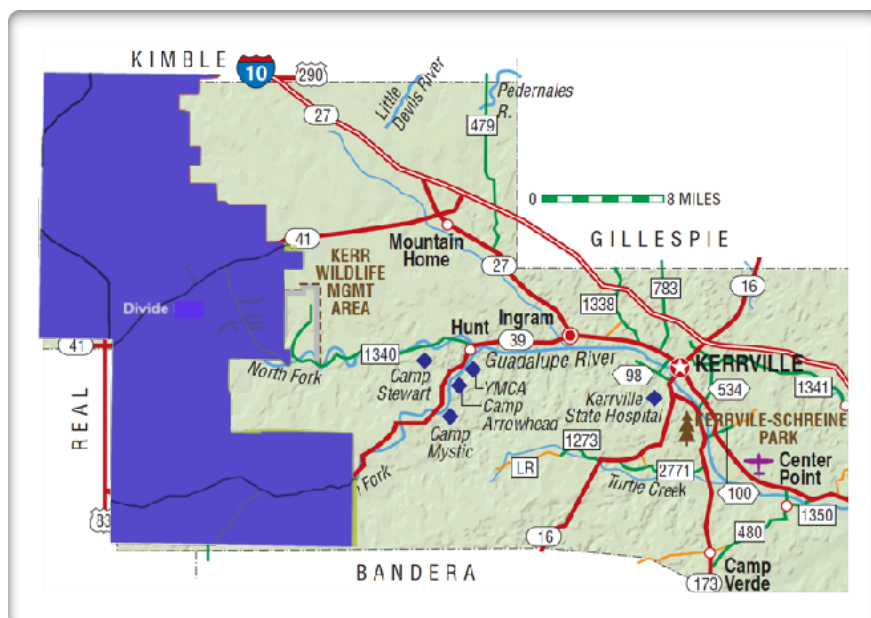 KIMBLE
10
290
27
Little
Devils River
Pedernales
R.
479
0 8 MILES
GILLESPIE
41
Mountain
Home
KERR
WILDLIFE
MGMT
AREA
27
783
16
1338
Divide
Ingram
Hunt
39
41
1340
Guadalupe River
KERRVILLE
North Fork
Camp
Stewart
YMCA
Camp
Arrowhead
98
534
1341
Kerrville
State Hospital
KERRVILE-SCHREINE
PARK
REAL
Camp
Mystic
1273
LR
2771
Turtle Creek
Center
Point
Fork
100
1350
83
16
480
BANDERA
Camp
Verde
173